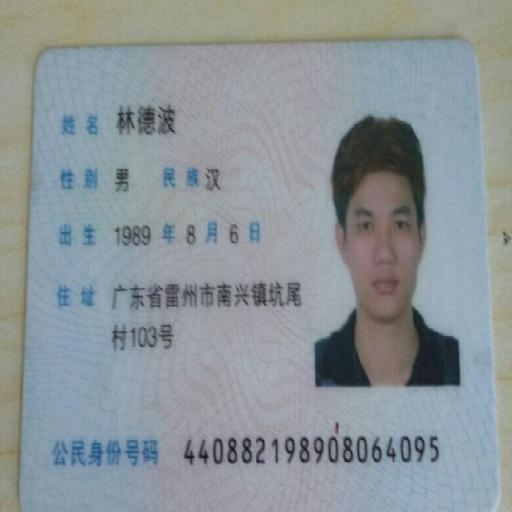 姓名 林德波
性别 男 民族 汉
出生 1989 年 8 月 6 日
住址 广东省雷州市南兴镇坑尾
村103号
公民身份号码 440882198908064095